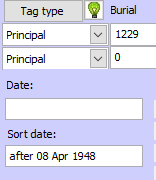 Tag type Burial
Principal 1229
Principal 0
Date:
Sort date:
after 08 Apr 1948